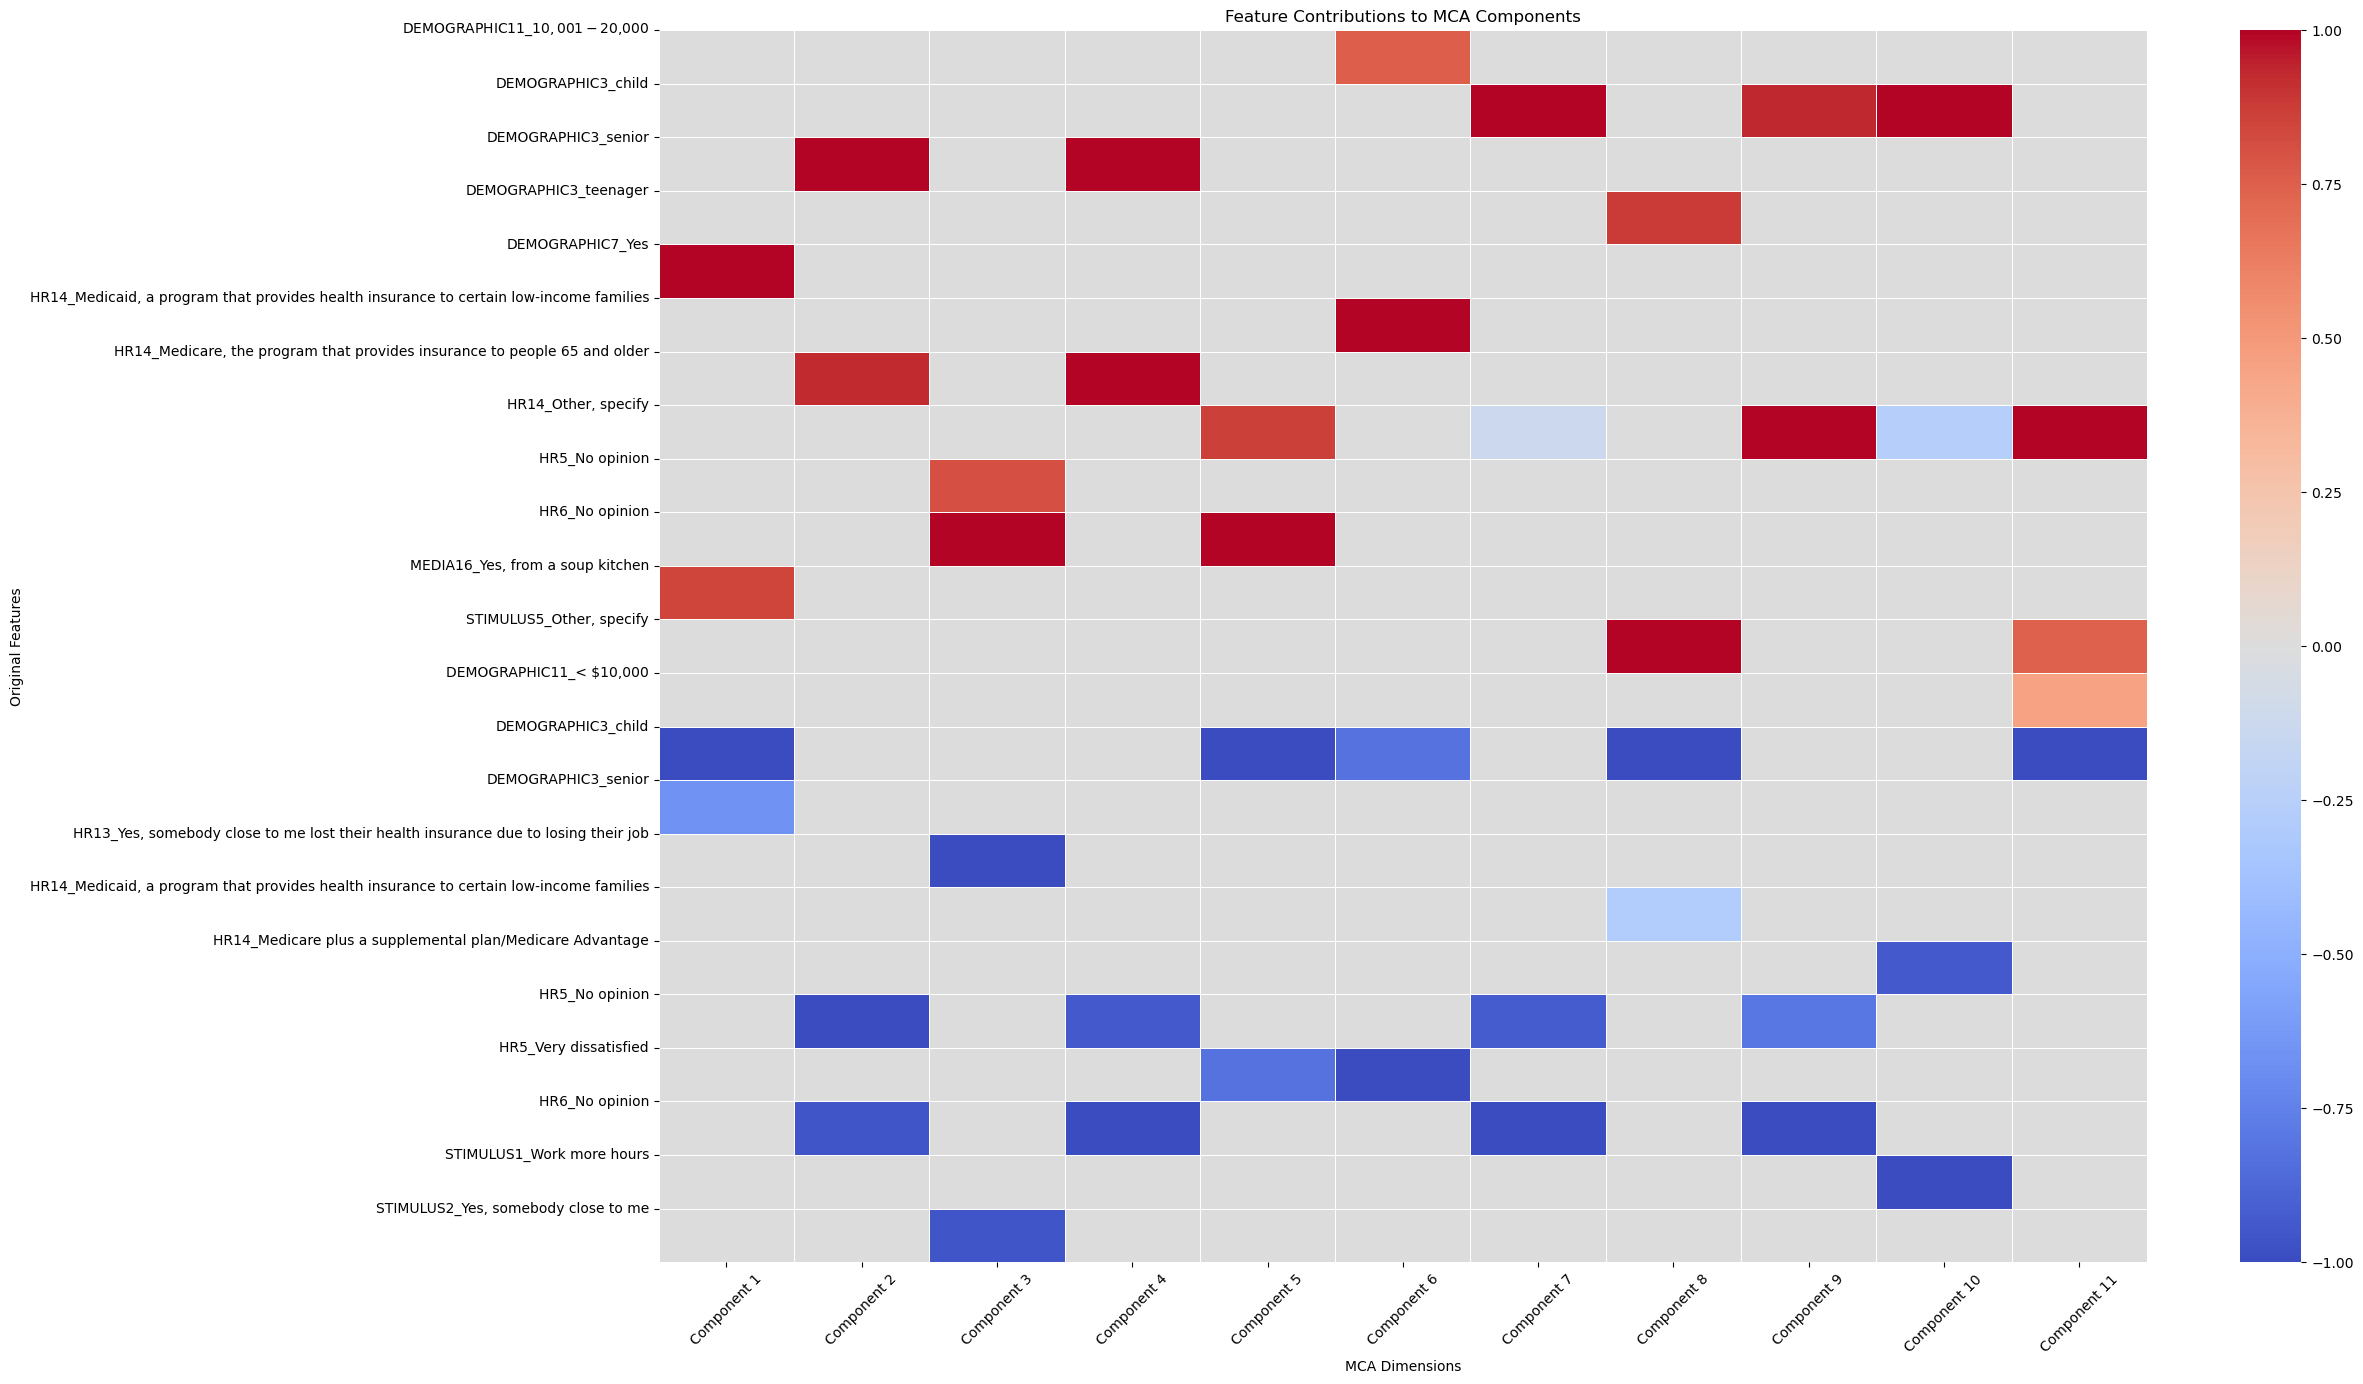 Feature Contributions to MCA Components
DEMOGRAPHIC11_10, 001 − 20,000
DEMOGRAPHIC3_child
DEMOGRAPHIC3_senior
DEMOGRAPHIC3_teenager
DEMOGRAPHIC7_Yes
HR14_Medicaid, a program that provides health insurance to certain low-income families
HR14_Medicare, the program that provides insurance to people 65 and older
HR14_Other, specify
HR5_No opinion
HR6_No opinion
MEDIA16_Yes, from a soup kitchen
STIMULUS5_Other, specify
DEMOGRAPHIC11_< $10,000
DEMOGRAPHIC3_child
DEMOGRAPHIC3_senior
HR13_Yes, somebody close to me lost their health insurance due to losing their job
HR14_Medicaid, a program that provides health insurance to certain low-income families
HR14_Medicare plus a supplemental plan/Medicare Advantage
HR5_No opinion
HR5_Very dissatisfied
HR6_No opinion
STIMULUS1_Work more hours
STIMULUS2_Yes, somebody close to me
Original Features
Component 1
Component 2
Component 3
Component 4
Component 5
Component 6
Component 7
Component 8
Component 9
Component 10
Component 11
MCA Dimensions
1.00
0.75
0.50
0.25
0.00
−0.25
−0.50
−0.75
−1.00